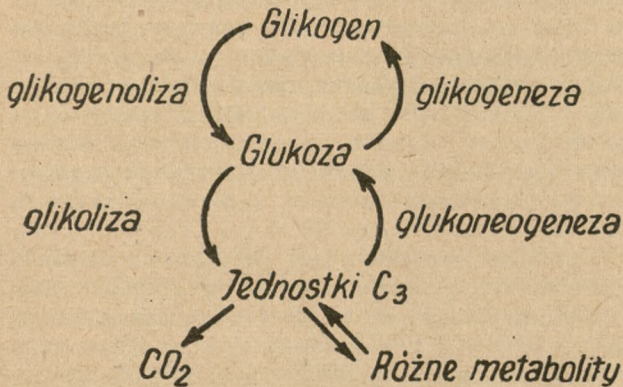 Glikogen
glikogenoliza
glikogeneza
Glukoza
glikoliza
glukoneogeneza
Jednostki C₃
CO₂
Różne metabolity